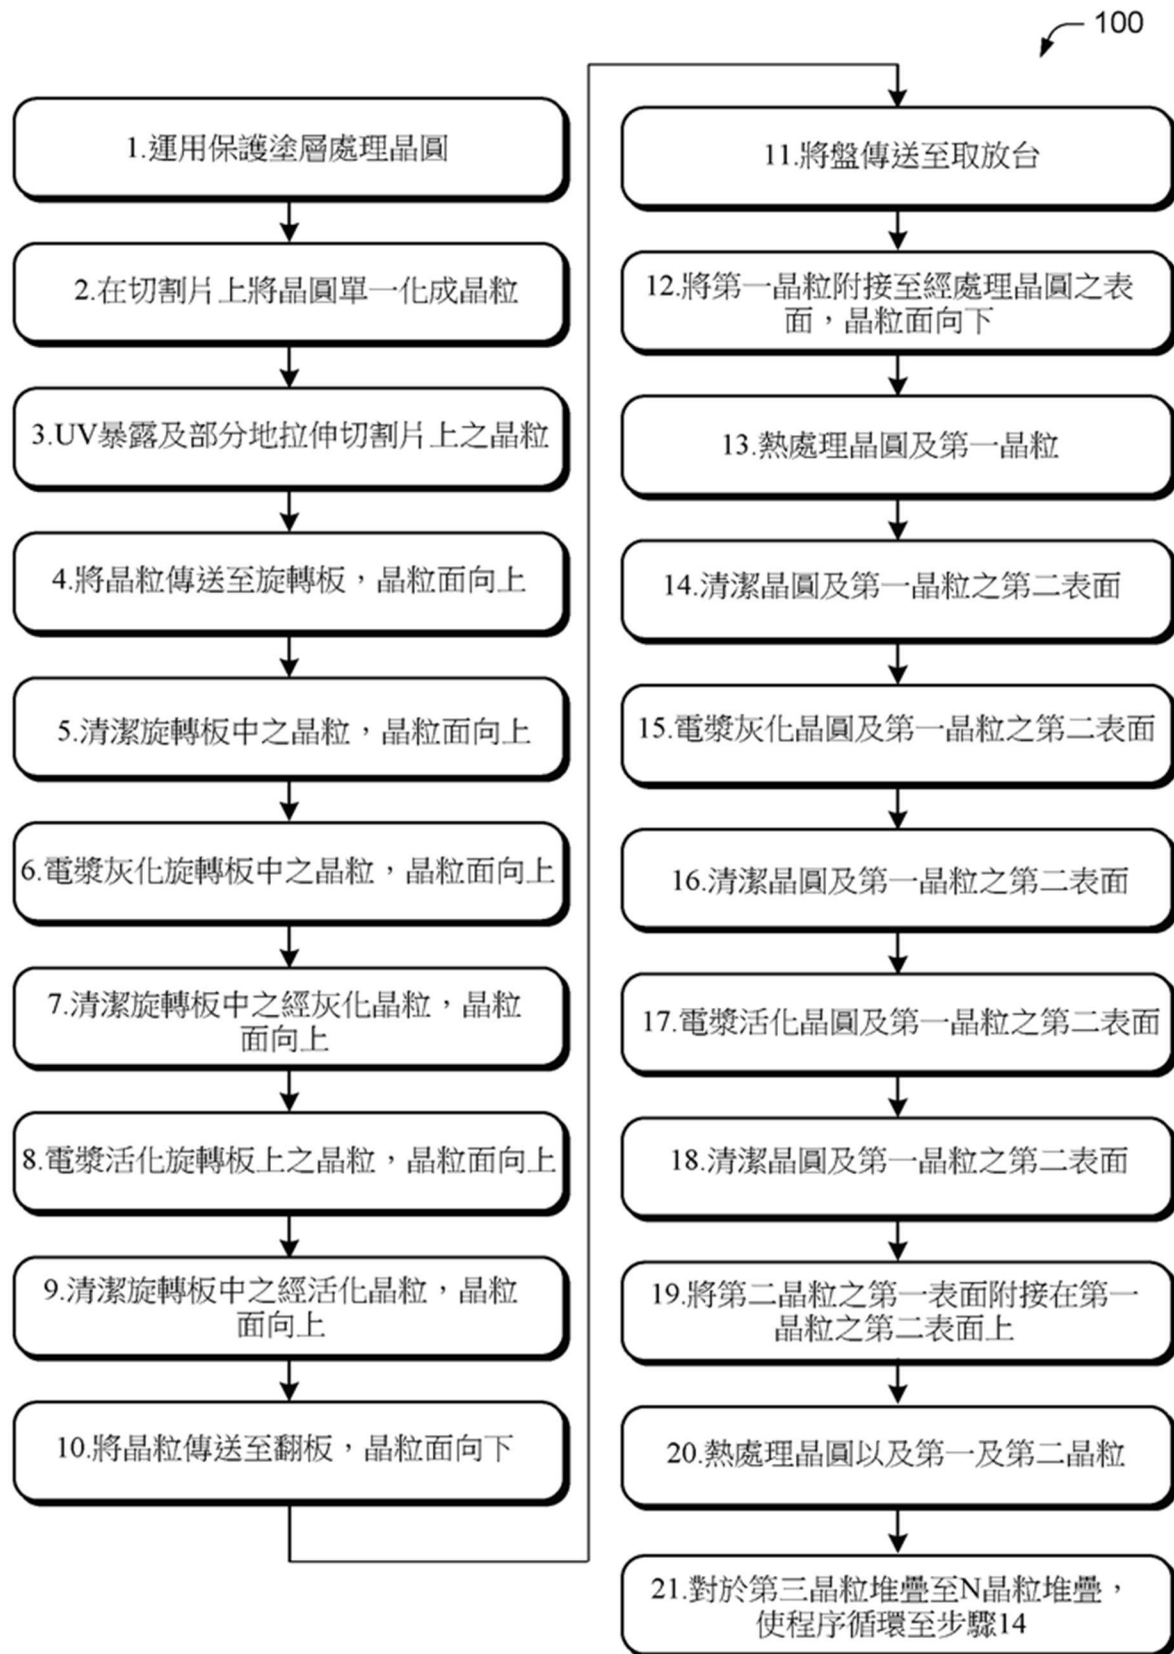 100
1.運用保護塗層處理晶圓
2.在切割片上將晶圓單一化成晶粒
3.UV暴露及部分地拉伸切割片上之晶粒
4.將晶粒傳送至旋轉板，晶粒面向上
5.清潔旋轉板中之晶粒，晶粒面向上
6.電漿灰化旋轉板中之晶粒，晶粒面向上
7.清潔旋轉板中之經灰化晶粒，晶粒
面向上
8.電漿活化旋轉板上之晶粒，晶粒面向上
9.清潔旋轉板中之經活化晶粒，晶粒
面向上
10.將晶粒傳送至翻板，晶粒面向下
11.將盤傳送至取放台
12.將第一晶粒附接至經處理晶圓之表
面，晶粒面向下
13.熱處理晶圓及第一晶粒
14.清潔晶圓及第一晶粒之第二表面
15.電漿灰化晶圓及第一晶粒之第二表面
16.清潔晶圓及第一晶粒之第二表面
17.電漿活化晶圓及第一晶粒之第二表面
18.清潔晶圓及第一晶粒之第二表面
19.將第二晶粒之第一表面附接在第一
晶粒之第二表面上
20.熱處理晶圓以及第一及第二晶粒
21.對於第三晶粒堆疊至N晶粒堆疊，
使程序循環至步驟14